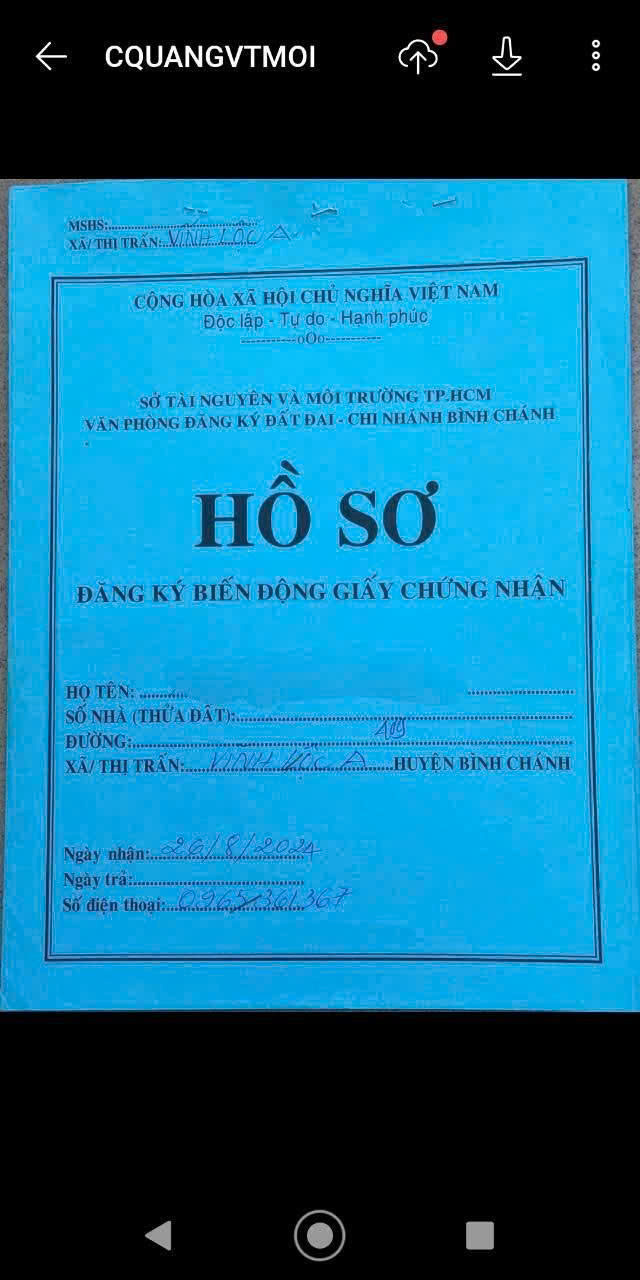 CQUANGVTMOI
MSHS:
XÃ/ THỊ TRẤN: VĨNH LỘC A
CỘNG HÒA XÃ HỘI CHỦ NGHĨA VIỆT NAM
Độc lập - Tự do - Hạnh phúc
-----------oOo-----------
SỞ TÀI NGUYÊN VÀ MÔI TRƯỜNG TP.HCM
VĂN PHÒNG ĐĂNG KÝ ĐẤT ĐAI - CHI NHÁNH BÌNH CHÁNH
HỒ SƠ
ĐĂNG KÝ BIẾN ĐỘNG GIẤY CHỨNG NHẬN
HỌ TÊN:
SỐ NHÀ (THỬA ĐẤT):
ĐƯỜNG:
XÃ/ THỊ TRẤN: VĨNH LỘC A HUYỆN BÌNH CHÁNH
Ngày nhận: 26/8/2024
Ngày trả:
Số điện thoại: 0965361367